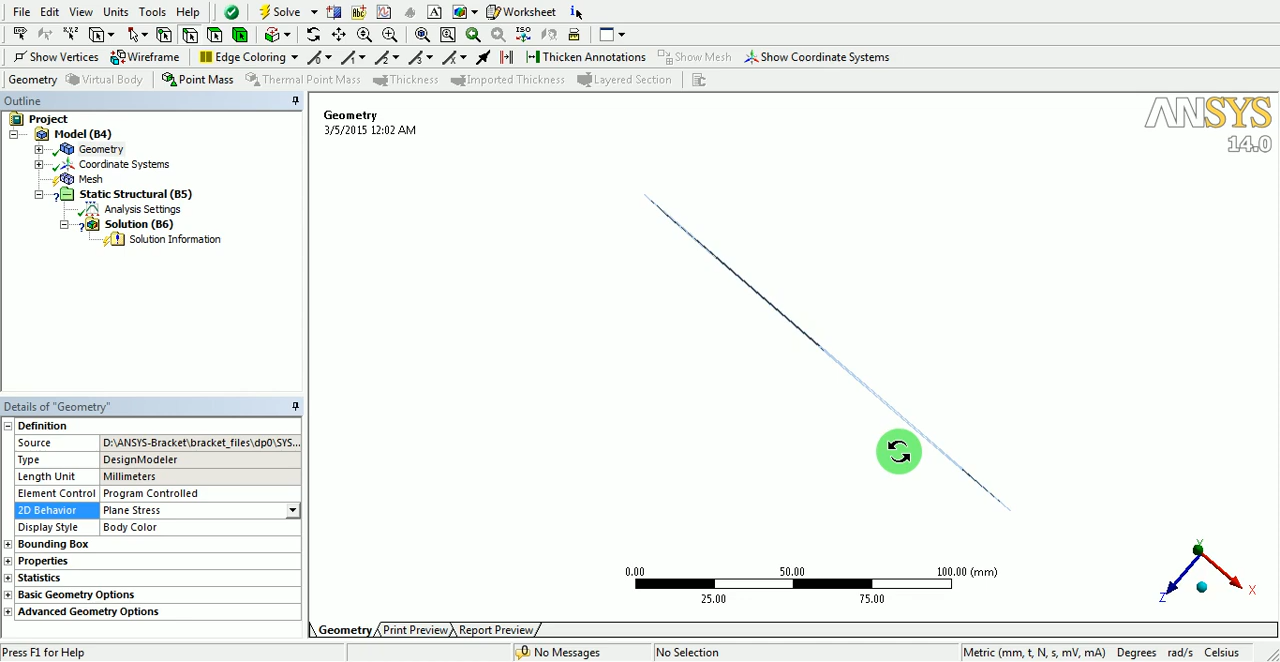 File Edit View Units Tools Help Solve Worksheet
Show Vertices Wireframe Edge Coloring Thicken Annotations Show Mesh Show Coordinate Systems
Geometry Virtual Body Point Mass Thermal Point Mass Thickness Imported Thickness Layered Section
Outline
Project
Model (B4)
Geometry
Coordinate Systems
Mesh
Static Structural (B5)
Analysis Settings
Solution (B6)
Solution Information
Details of "Geometry"
Definition
Source D:\ANSYS-Bracket\bracket_files\dp0\SYS...
Type DesignModeler
Length Unit Millimeters
Element Control Program Controlled
2D Behavior Plane Stress
Display Style Body Color
Bounding Box
Properties
Statistics
Basic Geometry Options
Advanced Geometry Options
Geometry
3/5/2015 12:02 AM
ANSYS
14.0
0.00 50.00 100.00 (mm)
25.00 75.00
Y
Z X
Geometry Print Preview Report Preview
Press F1 for Help No Messages No Selection Metric (mm, t, N, s, mV, mA) Degrees rad/s Celsius